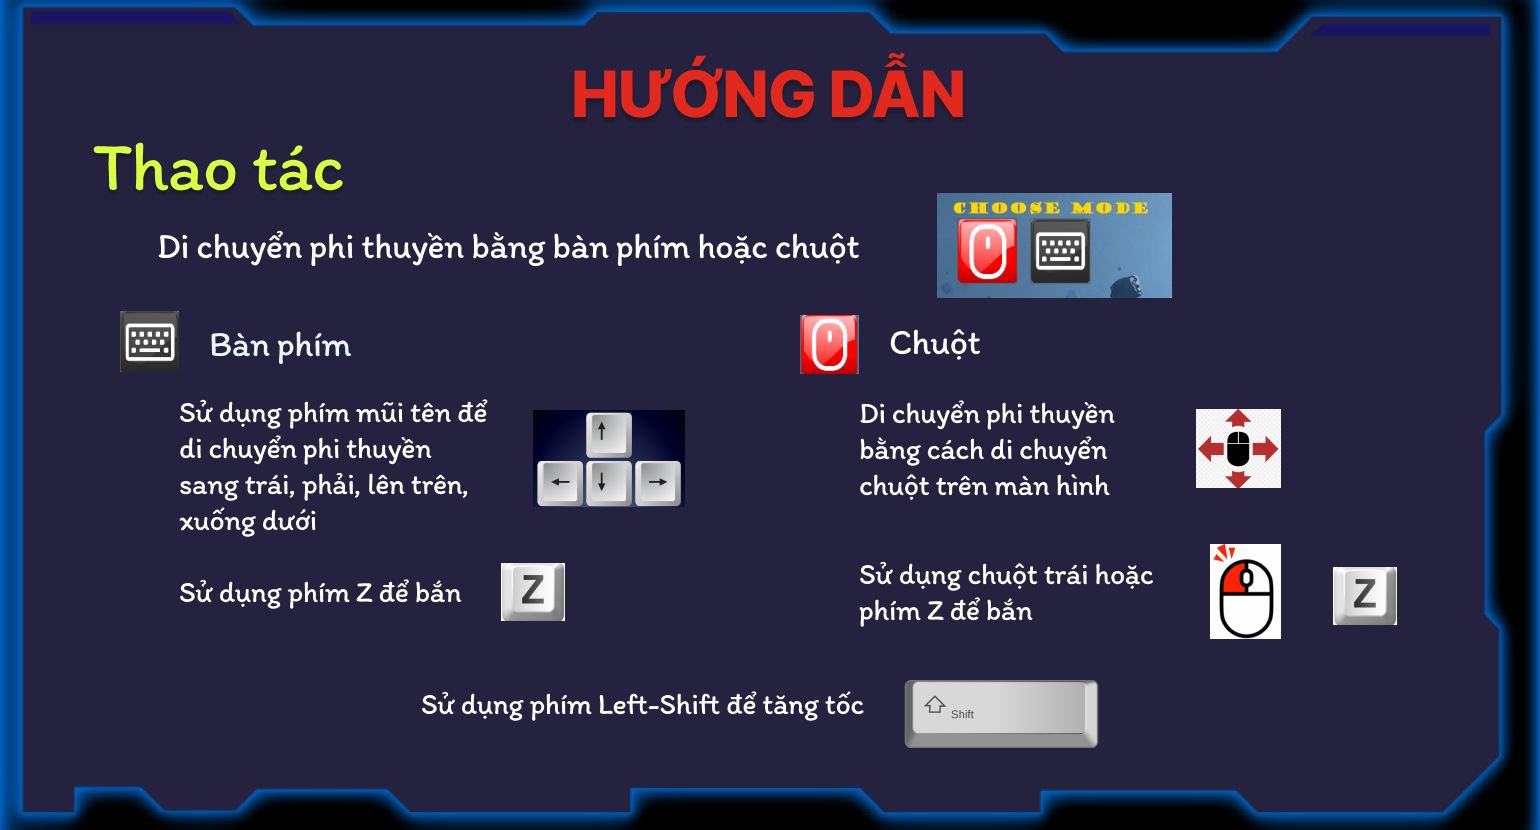 HƯỚNG DẪN
Thao tác
CHOOSE MODE
Di chuyển phi thuyền bằng bàn phím hoặc chuột
Bàn phím
Sử dụng phím mũi tên để
di chuyển phi thuyền
sang trái, phải, lên trên,
xuống dưới
Sử dụng phím Z để bắn
Z
Chuột
Di chuyển phi thuyền
bằng cách di chuyển
chuột trên màn hình
Sử dụng chuột trái hoặc
phím Z để bắn
Z
Sử dụng phím Left-Shift để tăng tốc
Shift